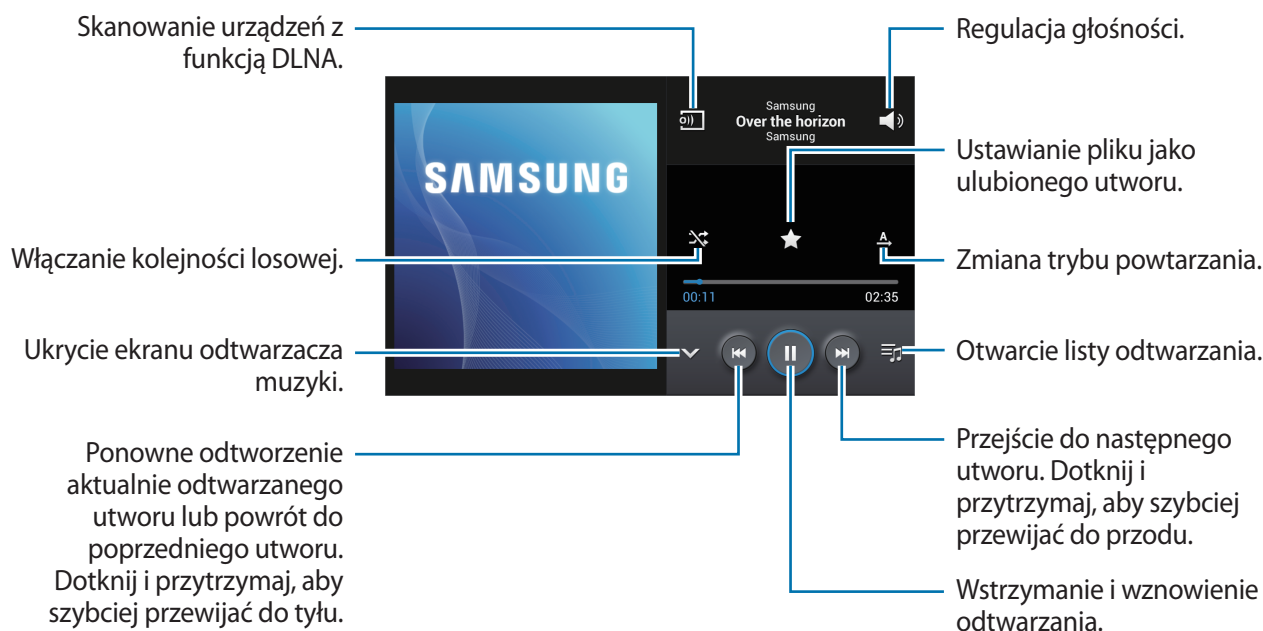 Skanowanie urządzeń z
funkcją DLNA.
Regulacja głośności.
Samsung
Over the horizon
Samsung
SAMSUNG
Ustawianie pliku jako
ulubionego utworu.
Włączanie kolejności losowej.
A
Zmiana trybu powtarzania.
00:11
02:35
Ukrycie ekranu odtwarzacza
muzyki.
Otwarcie listy odtwarzania.
Ponowne odtworzenie
aktualnie odtwarzanego
utworu lub powrót do
poprzedniego utworu.
Dotknij i przytrzymaj, aby
szybciej przewijać do tyłu.
Przejście do następnego
utworu. Dotknij i
przytrzymaj, aby szybciej
przewijać do przodu.
Wstrzymanie i wznowienie
odtwarzania.